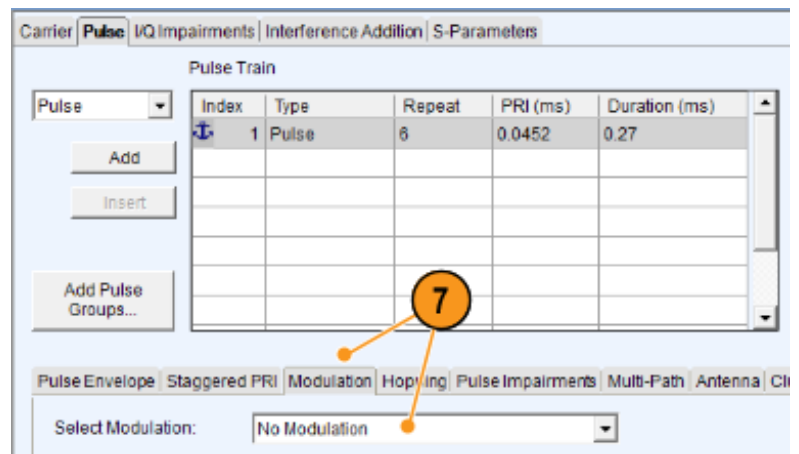 Carrier Pulse I/Q Impairments Interference Addition S-Parameters
Pulse Train
Pulse
Index Type Repeat PRI (ms) Duration (ms)
1 Pulse 6 0.0452 0.27
Add
Insert
Add Pulse
Groups...
7
Pulse Envelope Staggered PRI Modulation Hopping Pulse Impairments Multi-Path Antenna
Select Modulation: No Modulation